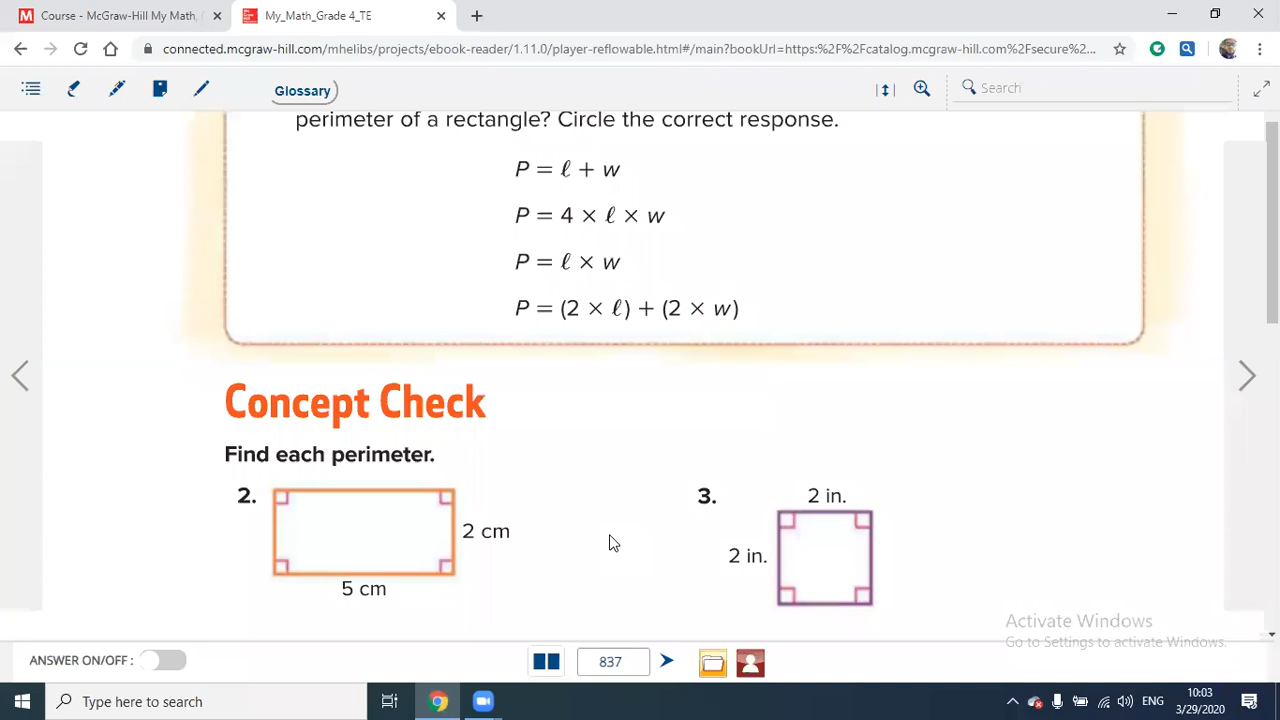 Course - McGraw-Hill My Math, (
My_Math_Grade 4_TE
connected.mcgraw-hill.com/mhelibs/projects/ebook-reader/1.11.0/player-reflowable.html#/main?bookUrl=https:%2F%2Fcatalog.mcgraw-hill.com%2Fsecure%2...
Glossary
Search
perimeter of a rectangle? Circle the correct response.
P = ℓ + w
P = 4 × ℓ × w
P = ℓ × w
P = (2 × ℓ) + (2 × w)
Concept Check
Find each perimeter.
2.
2 cm
5 cm
3.
2 in.
2 in.
Activate Windows
Go to Settings to activate Windows.
ANSWER ON/OFF :
837
Type here to search
ENG
10:03
3/29/2020